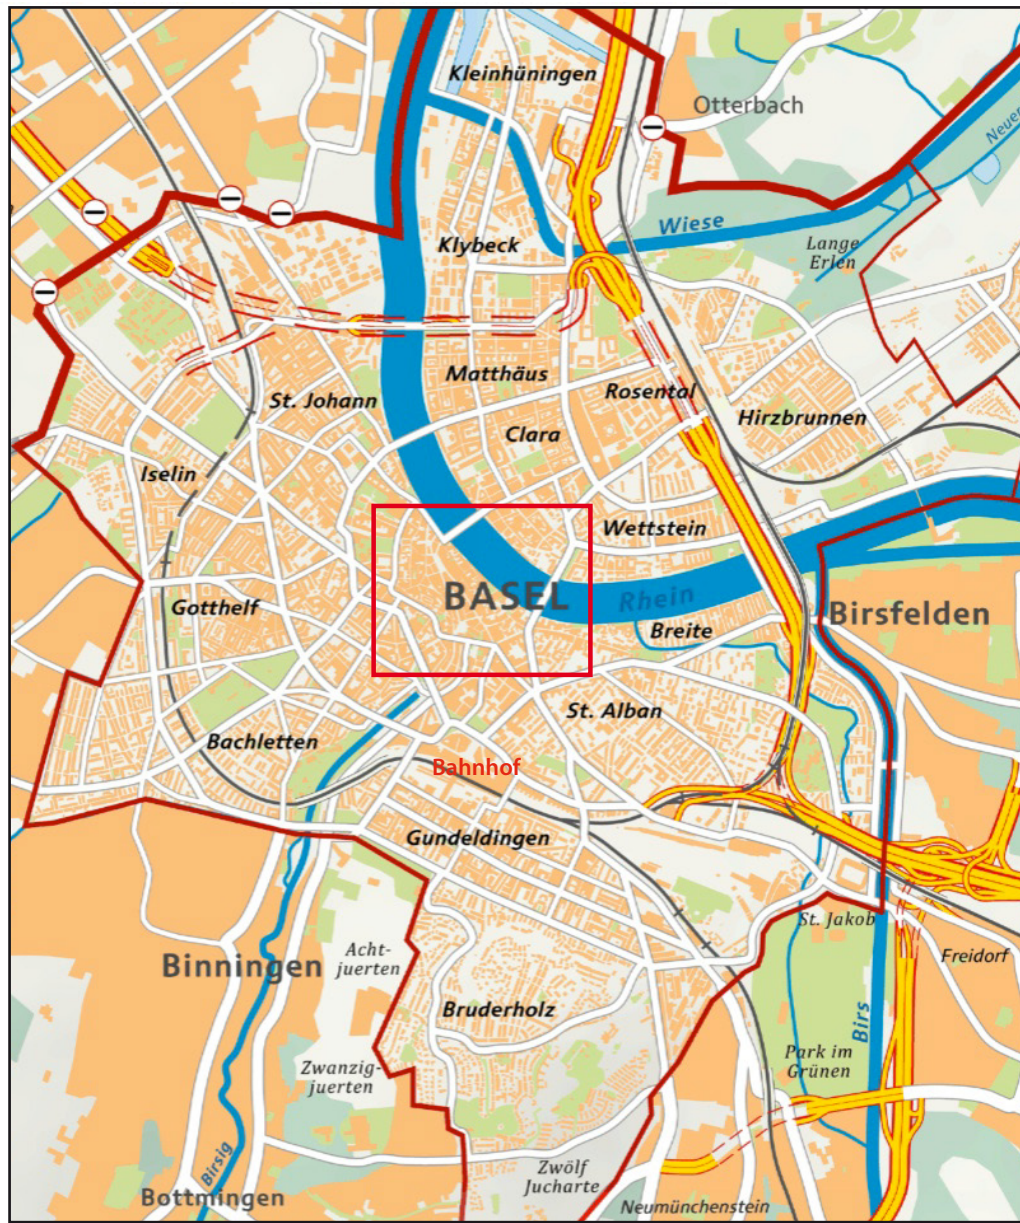 Kleinhüningen
Otterbach
Neuer
Wiese
Klybeck
Lange
Erlen
Matthäus
Rosental
St. Johann
Hirzbrunnen
Clara
Iselin
Wettstein
BASEL
Rhein
Gotthelf
Birsfelden
Breite
St. Alban
Bachletten
Bahnhof
Gundeldingen
St. Jakob
Acht-
juerten
Freidorf
Binningen
Bruderholz
Birs
Park im
Grünen
Zwanzig-
juerten
Birsig
Zwölf
Jucharte
Bottmingen
Neumünchenstein